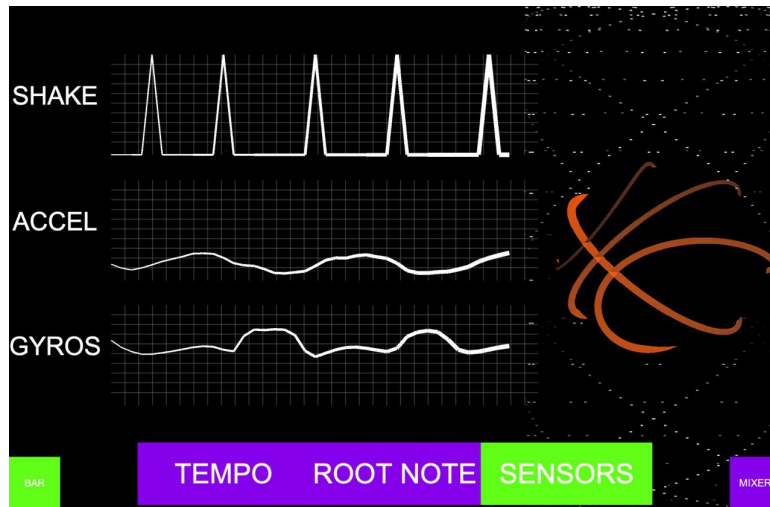 SHAKE
ACCEL
GYROS
BAR
TEMPO
ROOT NOTE
SENSORS
MIXER